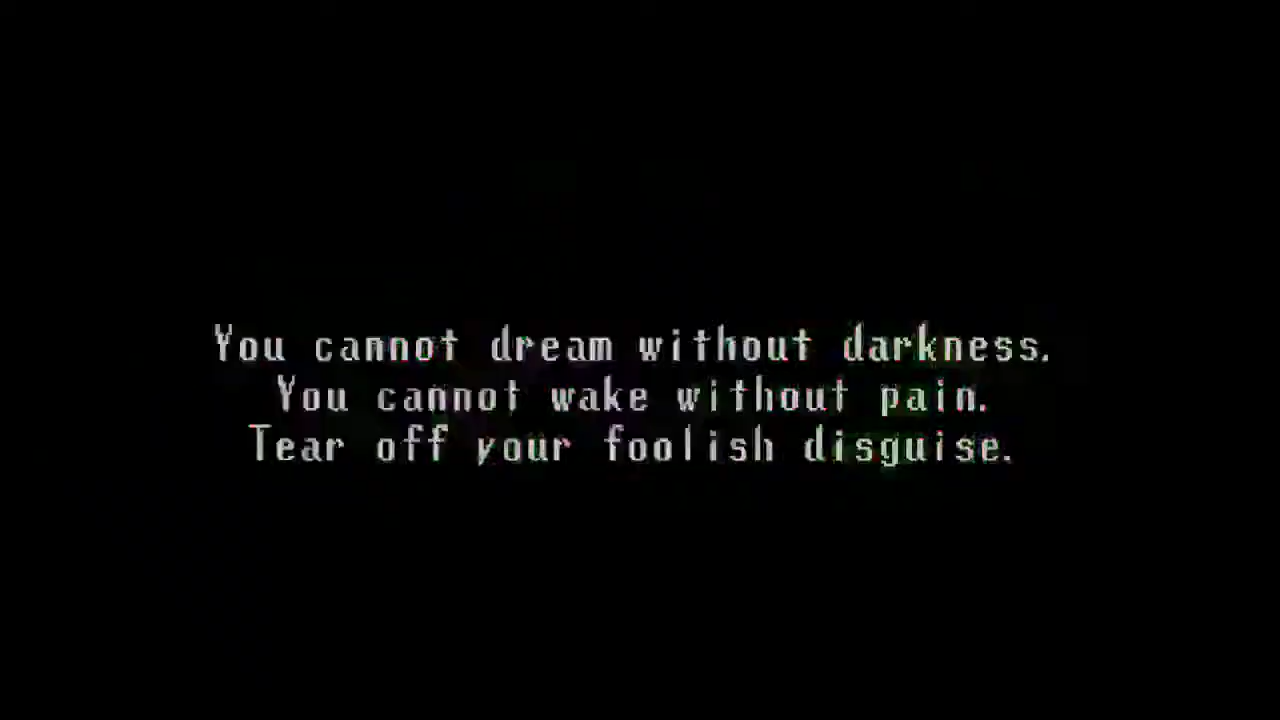 You cannot dream without darkness.
You cannot wake without pain.
Tear off your foolish disguise.